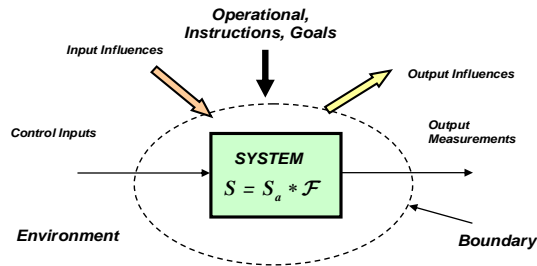 Operational,
Instructions, Goals
Input Influences
Output Influences
Control Inputs
Output
Measurements
SYSTEM
S = Sₐ * ℱ
Environment
Boundary